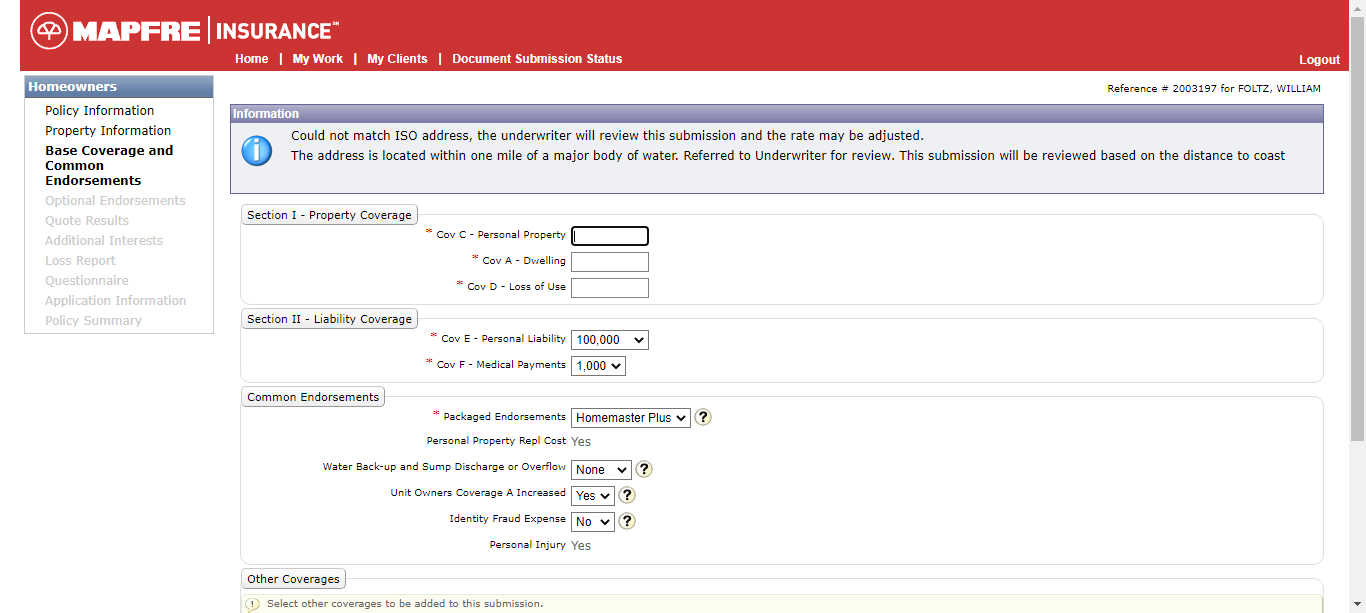 MAPFRE | INSURANCE℠
Home | My Work | My Clients | Document Submission Status
Logout
Homeowners
Policy Information
Property Information
Base Coverage and
Common
Endorsements
Optional Endorsements
Quote Results
Additional Interests
Loss Report
Questionnaire
Application Information
Policy Summary
Reference # 2003197 for FOLTZ, WILLIAM
Information
Could not match ISO address, the underwriter will review this submission and the rate may be adjusted.
The address is located within one mile of a major body of water. Referred to Underwriter for review. This submission will be reviewed based on the distance to coast
Section I - Property Coverage
* Cov C - Personal Property
* Cov A - Dwelling
* Cov D - Loss of Use
Section II - Liability Coverage
* Cov E - Personal Liability 100,000
* Cov F - Medical Payments 1,000
Common Endorsements
* Packaged Endorsements Homemaster Plus ?
Personal Property Repl Cost Yes
Water Back-up and Sump Discharge or Overflow None ?
Unit Owners Coverage A Increased Yes ?
Identity Fraud Expense No ?
Personal Injury Yes
Other Coverages
Select other coverages to be added to this submission.